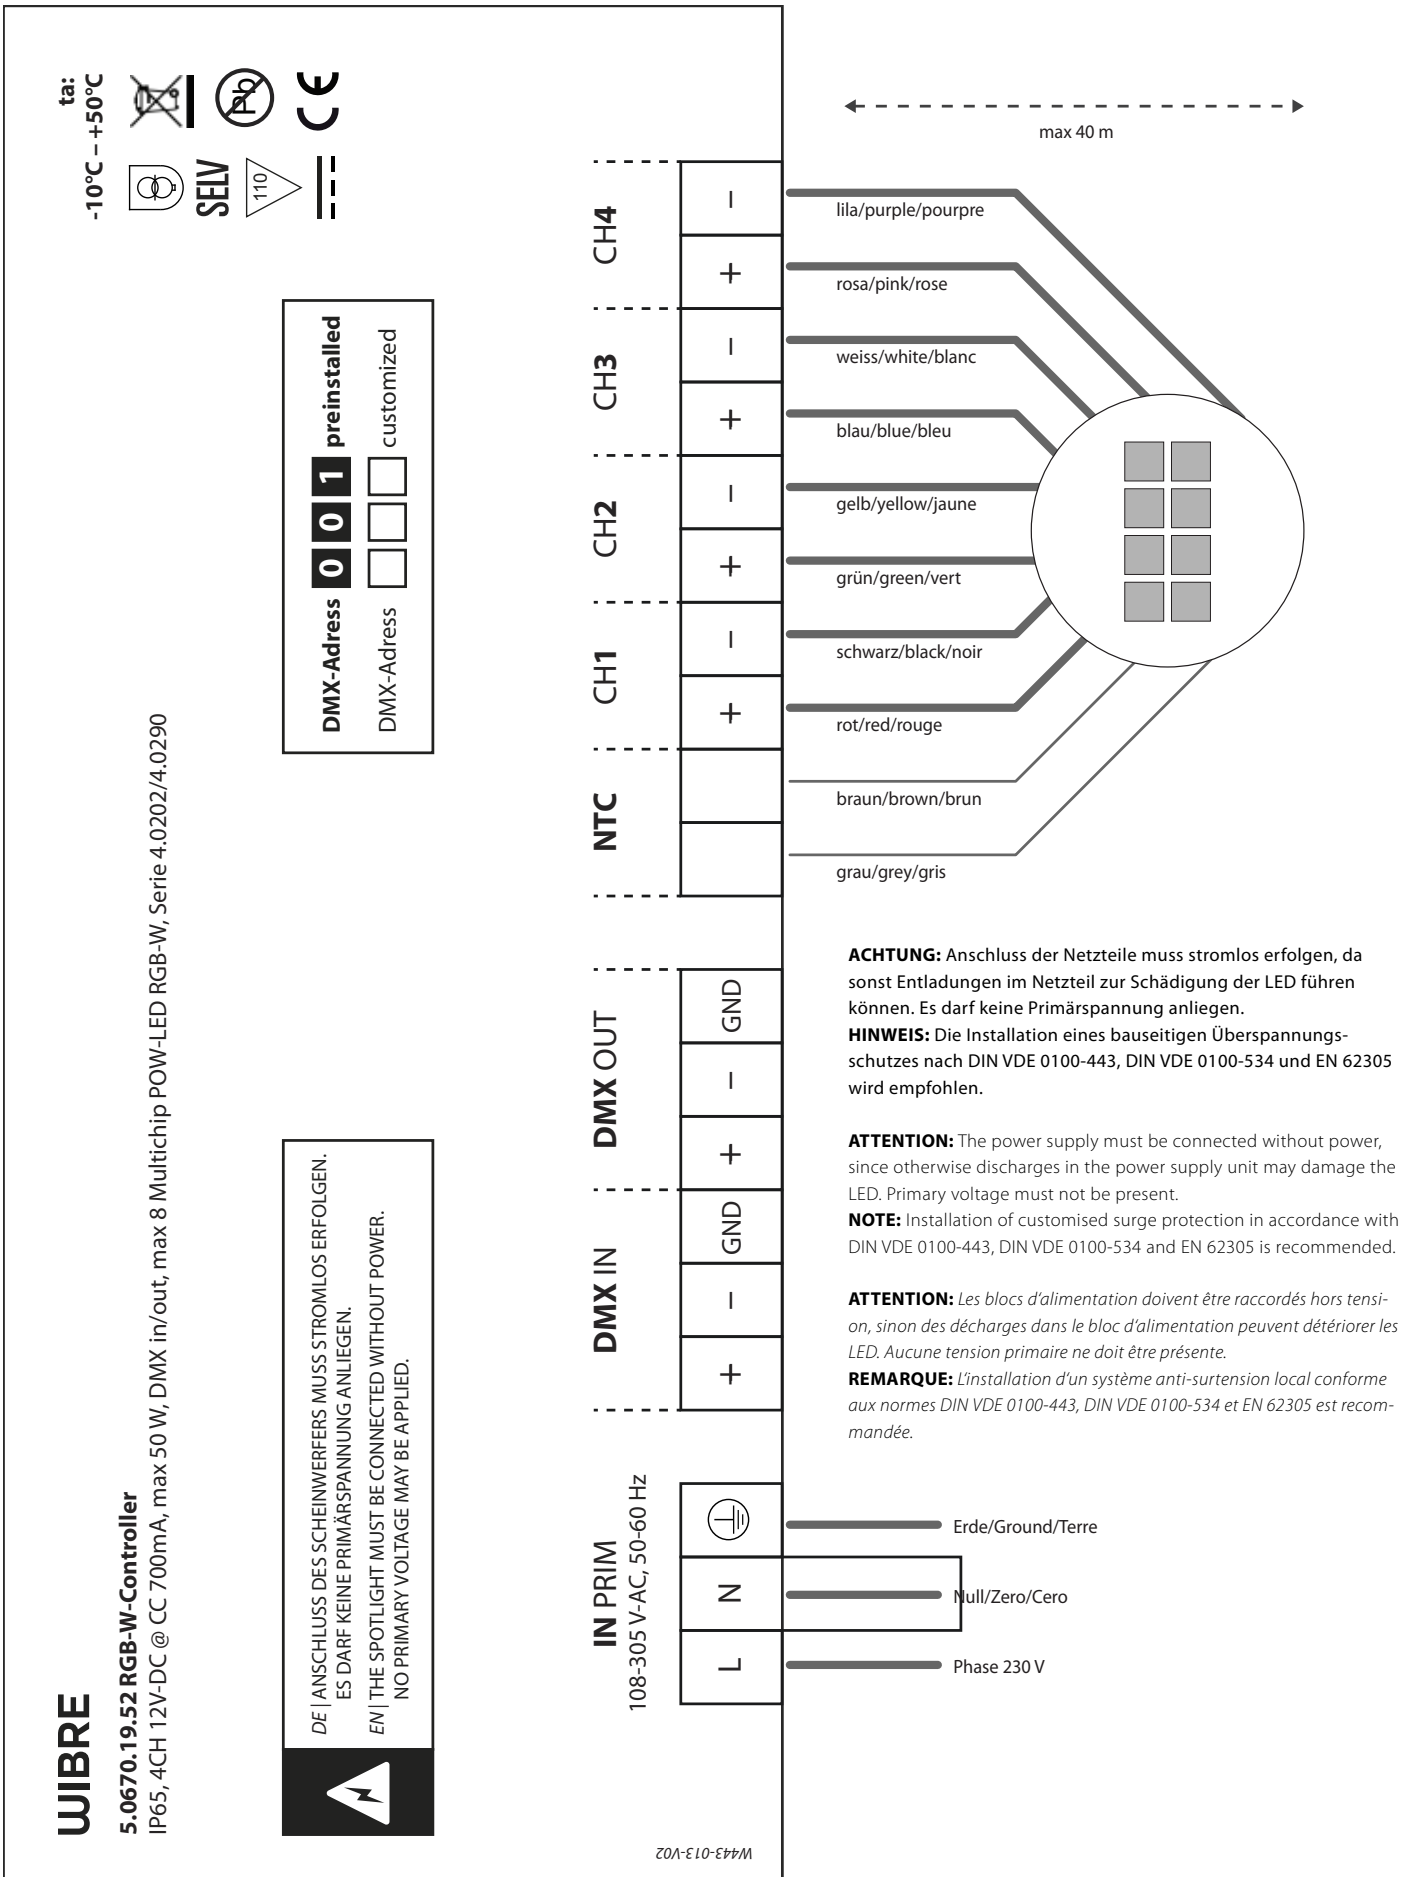 WIBRE
5.0670.19.52 RGB-W-Controller
IP65, 4CH 12V-DC @ CC 700mA, max 50 W, DMX in/out, max 8 Multichip POW-LED RGB-W, Serie 4.0202/4.0290
ta:
-10°C – +50°C
SELV
110
Pb
CE
DE | ANSCHLUSS DES SCHEINWERFERS MUSS STROMLOS ERFOLGEN.
ES DARF KEINE PRIMÄRSPANNUNG ANLIEGEN.
EN | THE SPOTLIGHT MUST BE CONNECTED WITHOUT POWER.
NO PRIMARY VOLTAGE MAY BE APPLIED.
DMX-Adress 0 0 1 preinstalled
DMX-Adress customized
IN PRIM
108-305 V-AC, 50-60 Hz
DMX IN
DMX OUT
NTC
CH1
CH2
CH3
CH4
L
N
+
–
GND
+
–
GND
+
–
+
–
+
–
+
–
W443-013-V02
max 40 m
lila/purple/pourpre
rosa/pink/rose
weiss/white/blanc
blau/blue/bleu
gelb/yellow/jaune
grün/green/vert
schwarz/black/noir
rot/red/rouge
braun/brown/brun
grau/grey/gris
ACHTUNG: Anschluss der Netzteile muss stromlos erfolgen, da
sonst Entladungen im Netzteil zur Schädigung der LED führen
können. Es darf keine Primärspannung anliegen.
HINWEIS: Die Installation eines bauseitigen Überspannungs-
schutzes nach DIN VDE 0100-443, DIN VDE 0100-534 und EN 62305
wird empfohlen.
ATTENTION: The power supply must be connected without power,
since otherwise discharges in the power supply unit may damage the
LED. Primary voltage must not be present.
NOTE: Installation of customised surge protection in accordance with
DIN VDE 0100-443, DIN VDE 0100-534 and EN 62305 is recommended.
ATTENTION: Les blocs d'alimentation doivent être raccordés hors tensi-
on, sinon des décharges dans le bloc d'alimentation peuvent détériorer les
LED. Aucune tension primaire ne doit être présente.
REMARQUE: L'installation d'un système anti-surtension local conforme
aux normes DIN VDE 0100-443, DIN VDE 0100-534 et EN 62305 est recom-
mandée.
Erde/Ground/Terre
Null/Zero/Cero
Phase 230 V